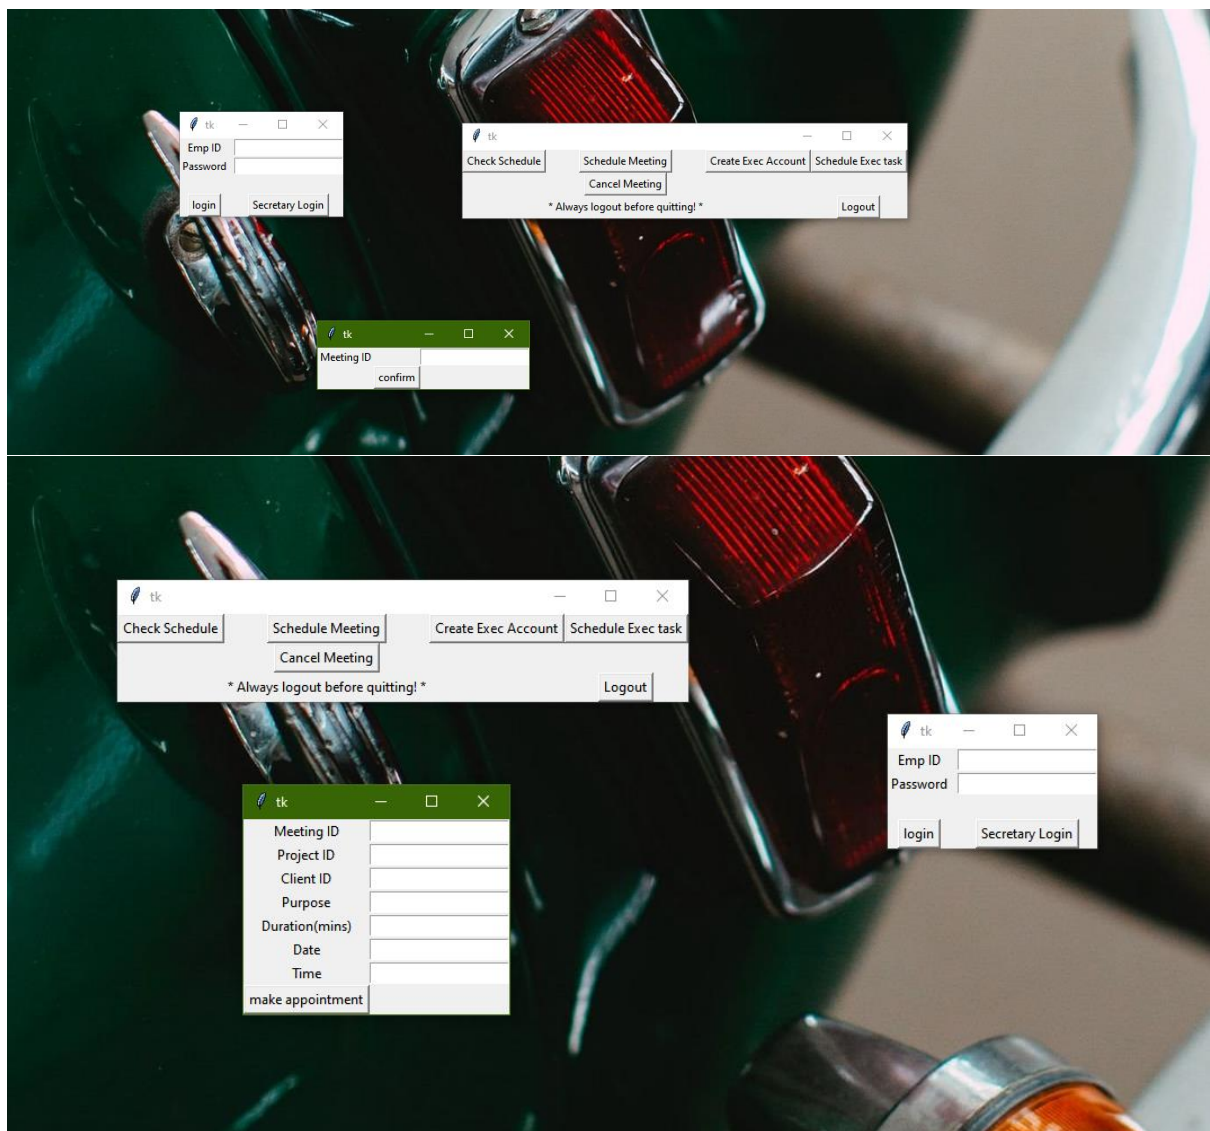 tk
Emp ID
Password
login Secretary Login
tk
Check Schedule Schedule Meeting Create Exec Account Schedule Exec task
Cancel Meeting
* Always logout before quitting! * Logout
tk
Meeting ID
confirm
tk
Check Schedule Schedule Meeting Create Exec Account Schedule Exec task
Cancel Meeting
* Always logout before quitting! * Logout
tk
Emp ID
Password
login Secretary Login
tk
Meeting ID
Project ID
Client ID
Purpose
Duration(mins)
Date
Time
make appointment